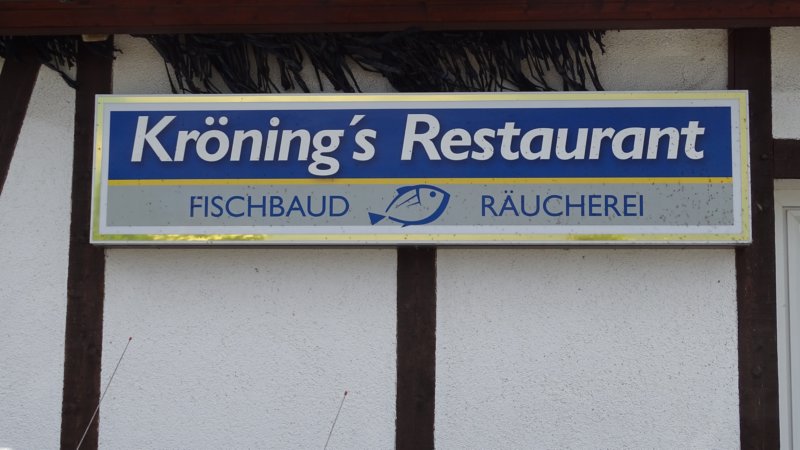 Kröning´s Restaurant
FISCHBAUD RÄUCHEREI